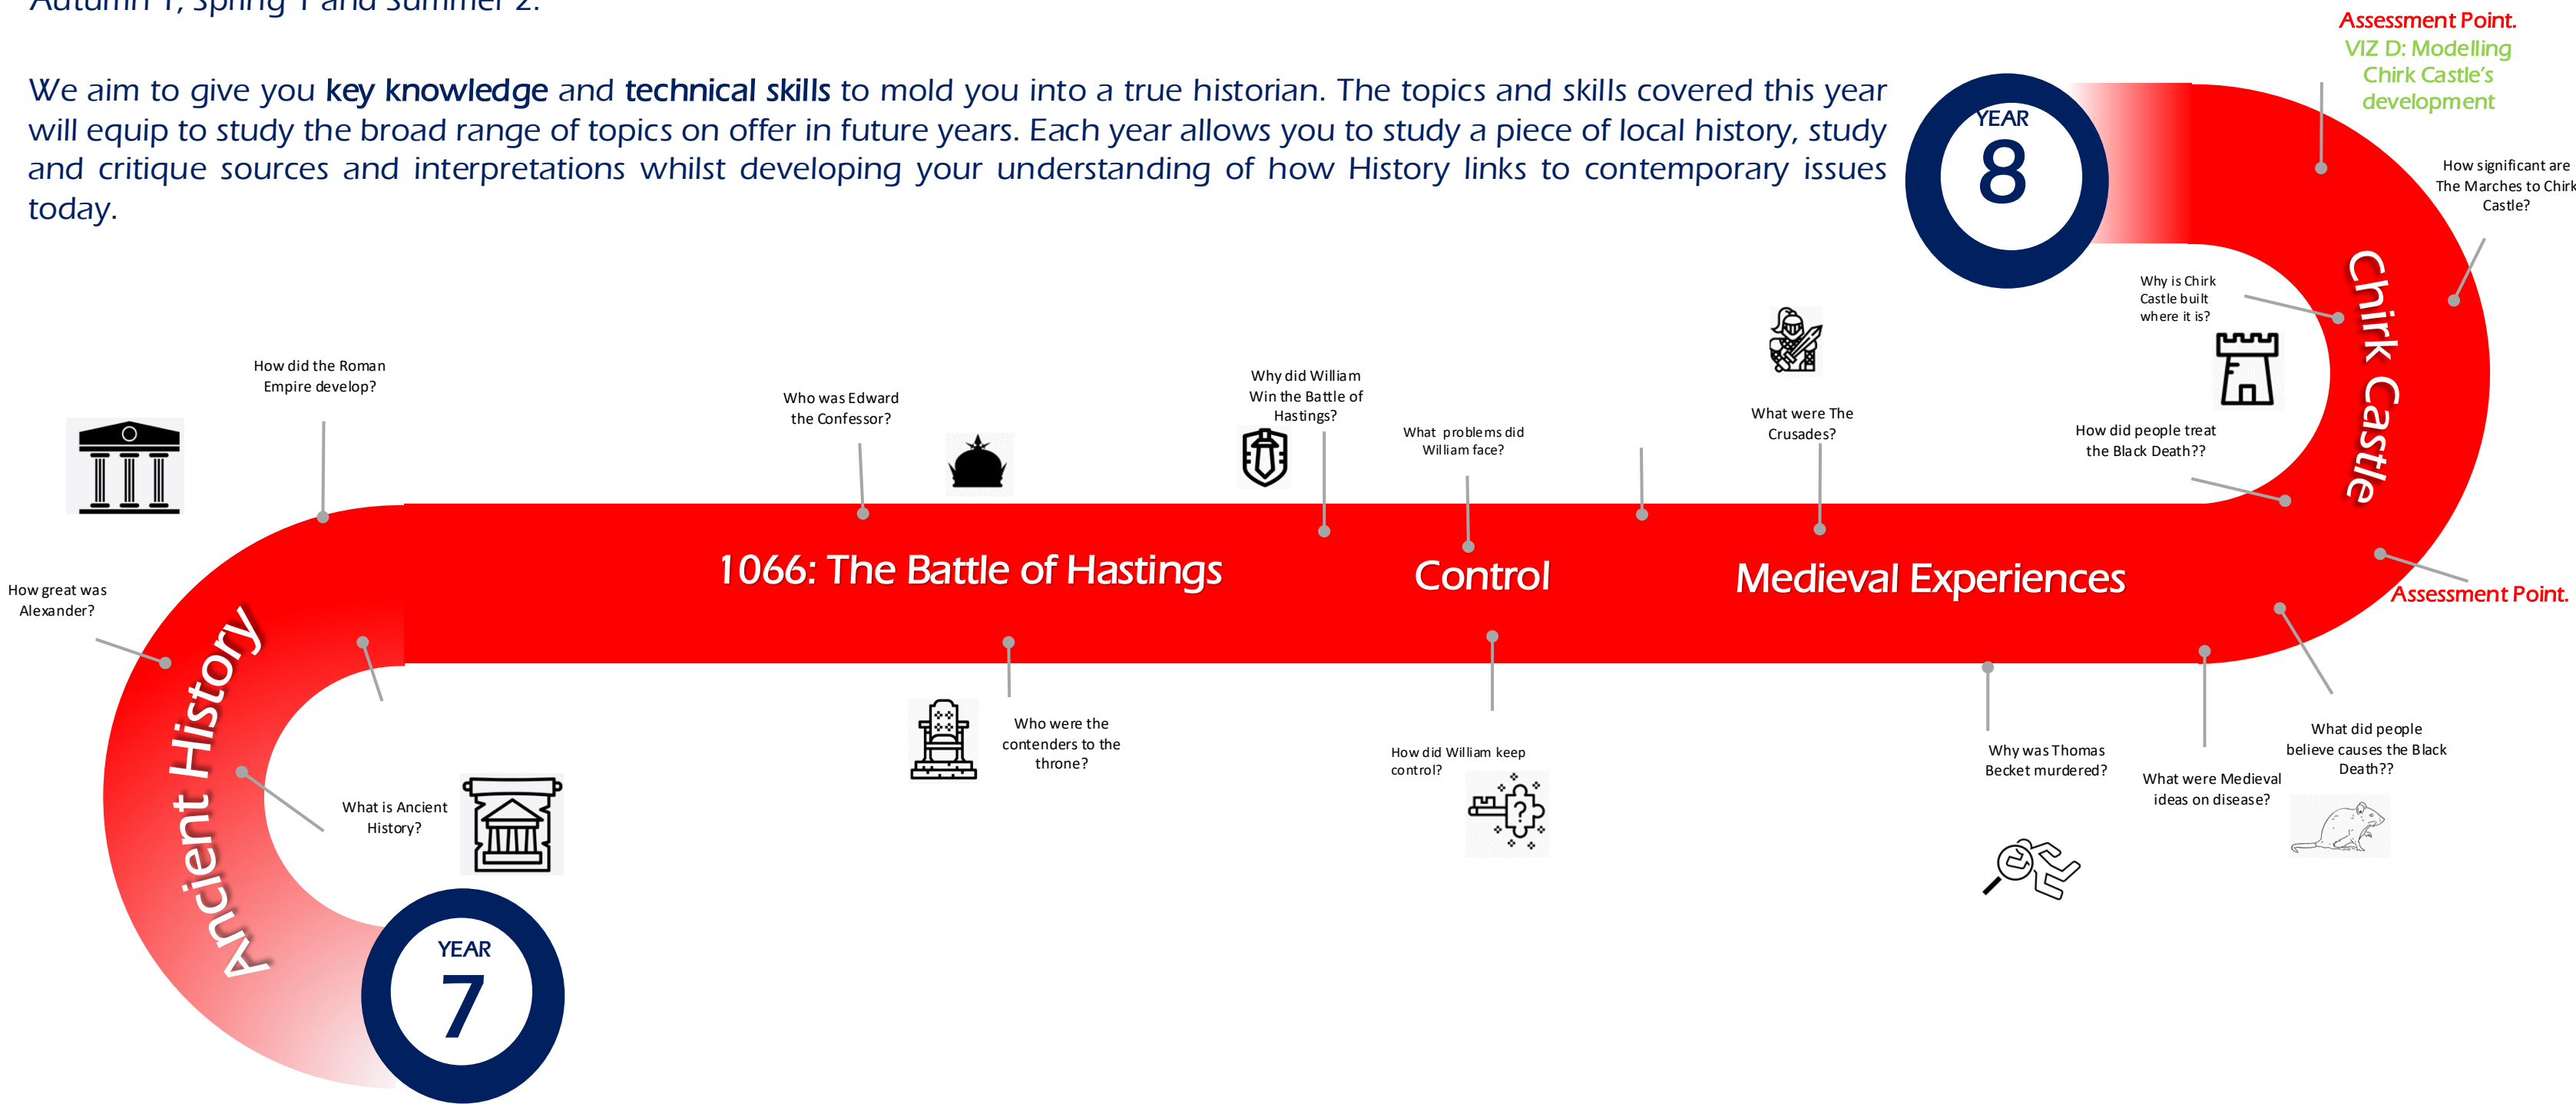 Autumn 1, Spring 1 and Summer 2.
We aim to give you key knowledge and technical skills to mold you into a true historian. The topics and skills covered this year
will equip to study the broad range of topics on offer in future years. Each year allows you to study a piece of local history, study
and critique sources and interpretations whilst developing your understanding of how History links to contemporary issues
today.
Assessment Point.
VIZ D: Modelling
Chirk Castle's
development
YEAR
8
How significant are
The Marches to Chirk
Castle?
Why is Chirk
Castle built
where it is?
Chirk Castle
How did people treat
the Black Death??
Assessment Point.
What did people
believe causes the Black
Death??
What were Medieval
ideas on disease?
Why was Thomas
Becket murdered?
What were The
Crusades?
Medieval Experiences
What problems did
William face?
Control
How did William keep
control?
?
Why did William
Win the Battle of
Hastings?
Who was Edward
the Confessor?
1066: The Battle of Hastings
Who were the
contenders to the
throne?
How did the Roman
Empire develop?
How great was
Alexander?
Ancient History
What is Ancient
History?
YEAR
7